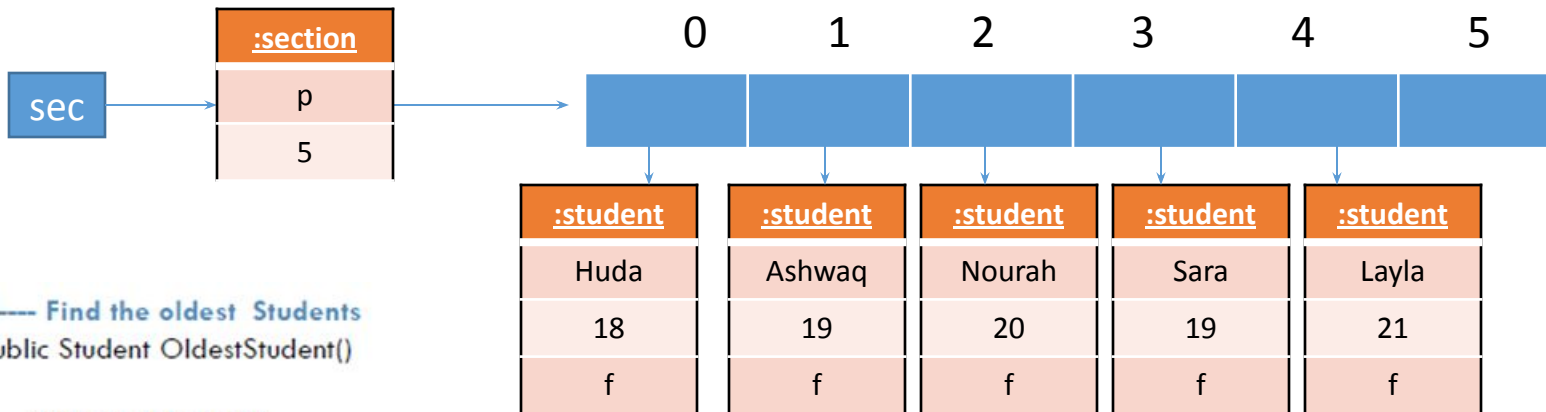 0 1 2 3 4 5
:section
sec
p
5
:student :student :student :student :student
Huda Ashwaq Nourah Sara Layla
18 19 20 19 21
f f f f f
---- Find the oldest Students
ublic Student OldestStudent()